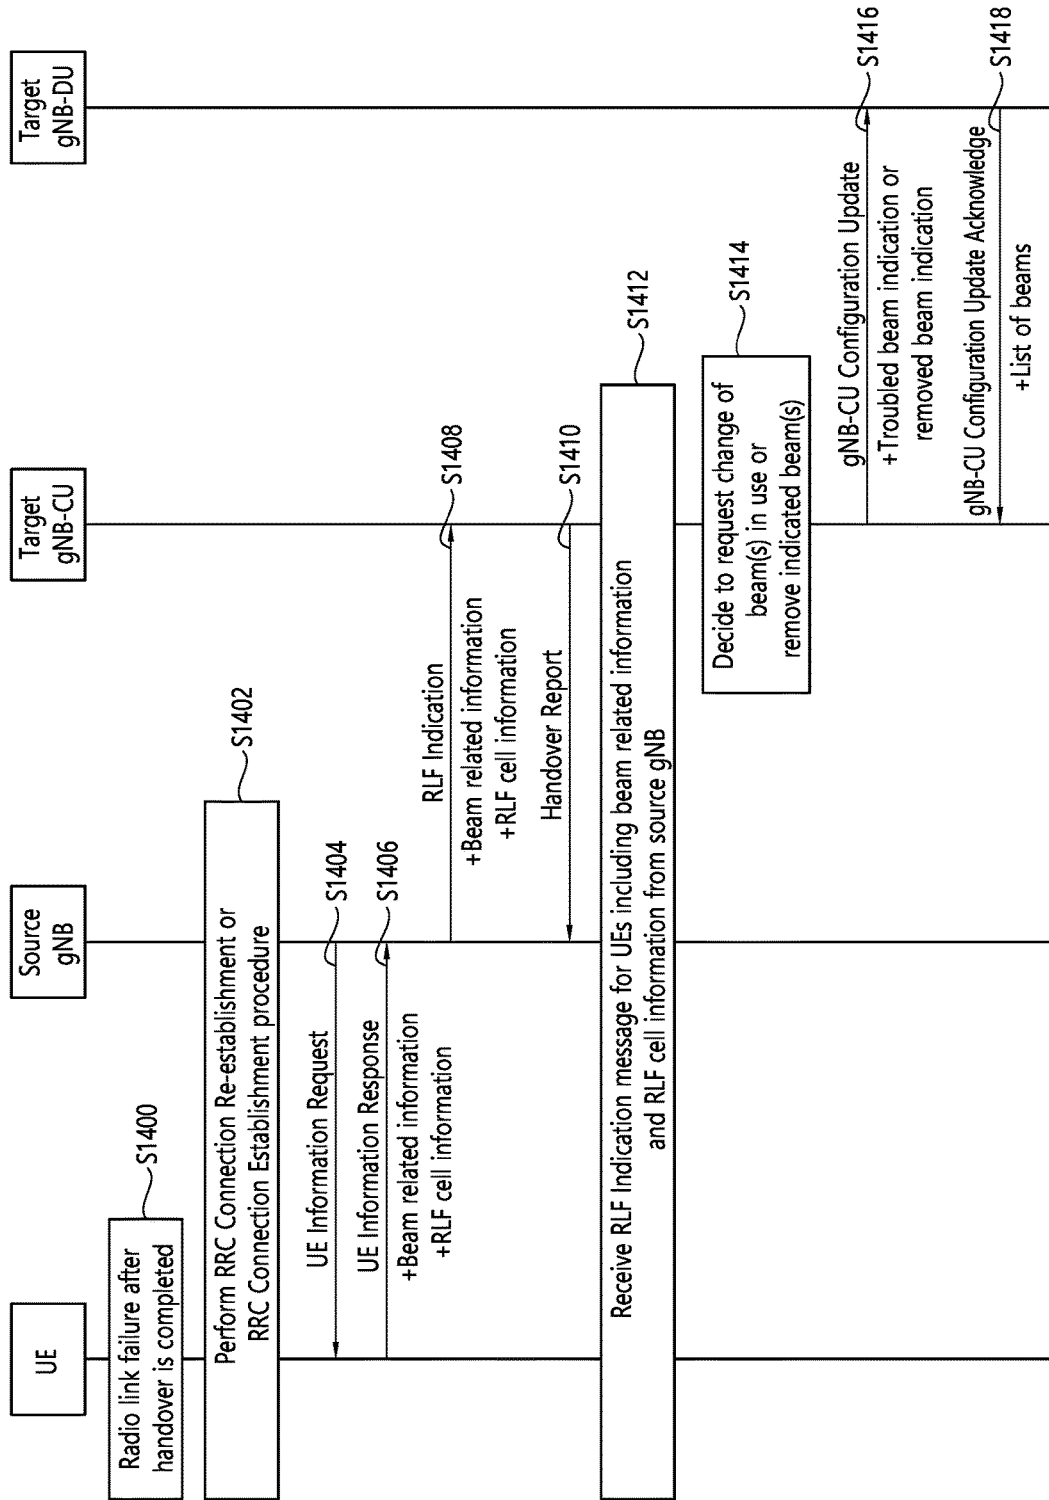 UE
Source
gNB
Target
gNB-CU
Target
gNB-DU
Radio link failure after
handover is completed
S1400
Perform RRC Connection Re-establishment or
RRC Connection Establishment procedure
S1402
UE Information Request
S1404
UE Information Response
+Beam related information
+RLF cell information
S1406
RLF Indication
+Beam related information
+RLF cell information
S1408
Handover Report
S1410
Receive RLF Indication message for UEs including beam related information
and RLF cell information from source gNB
S1412
Decide to request change of
beam(s) in use or
remove indicated beam(s)
S1414
gNB-CU Configuration Update
+Troubled beam indication or
removed beam indication
S1416
gNB-CU Configuration Update Acknowledge
+List of beams
S1418